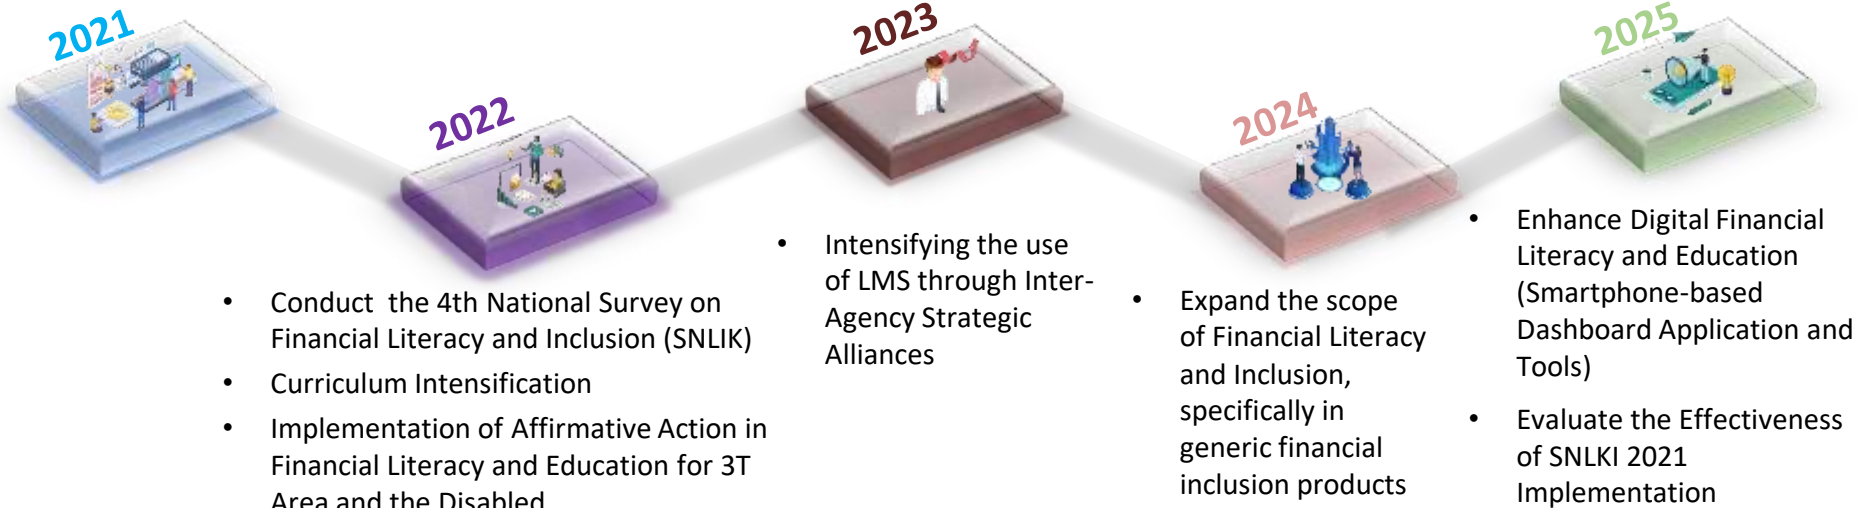 2021
2022
• Conduct the 4th National Survey on
Financial Literacy and Inclusion (SNLIK)
• Curriculum Intensification
• Implementation of Affirmative Action in
Financial Literacy and Education for 3T
Area and the Disabled
2023
• Intensifying the use
of LMS through Inter-
Agency Strategic
Alliances
2024
• Expand the scope
of Financial Literacy
and Inclusion,
specifically in
generic financial
inclusion products
2025
• Enhance Digital Financial
Literacy and Education
(Smartphone-based
Dashboard Application and
Tools)
• Evaluate the Effectiveness
of SNLKI 2021
Implementation